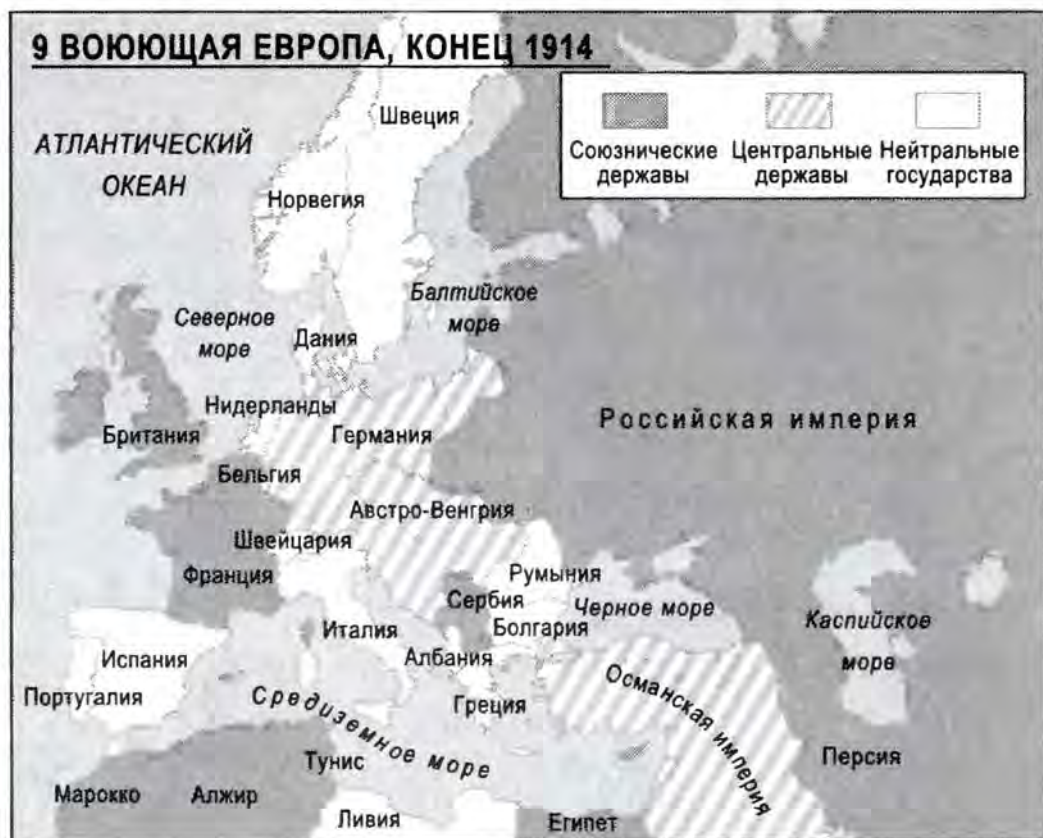 9 ВОЮЮЩАЯ ЕВРОПА, КОНЕЦ 1914
Союзнические
державы
Центральные
державы
Нейтральные
государства
АТЛАНТИЧЕСКИЙ
ОКЕАН
Швеция
Норвегия
Балтийское
море
Северное
море
Дания
Нидерланды
Британия
Германия
Российская империя
Бельгия
Австро-Венгрия
Швейцария
Франция
Румыния
Сербия
Черное море
Каспийское
море
Италия
Болгария
Албания
Испания
Португалия
Греция
Османская империя
Средиземное море
Тунис
Персия
Марокко
Алжир
Ливия
Египет